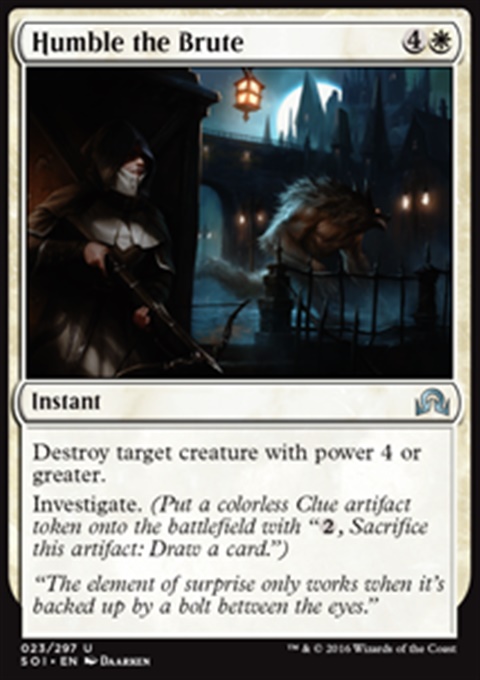 Humble the Brute 4
Instant
Destroy target creature with power 4 or
greater.
Investigate. (Put a colorless Clue artifact
token onto the battlefield with “2, Sacrifice
this artifact: Draw a card.”)
“The element of surprise only works when it’s
backed up by a bolt between the eyes.”
023/297 U
SOI • EN Daarken
™ & © 2016 Wizards of the Coast